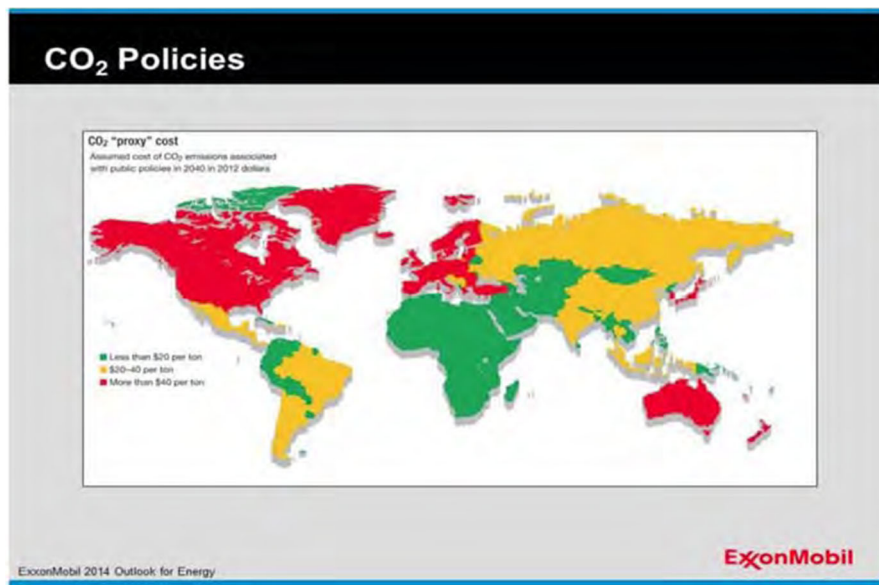 CO₂ Policies
CO₂ "proxy" cost
Assumed cost of CO₂ emissions associated
with public policies in 2040 in 2012 dollars
Less than $20 per ton
$20–40 per ton
More than $40 per ton
ExxonMobil 2014 Outlook for Energy
ExxonMobil